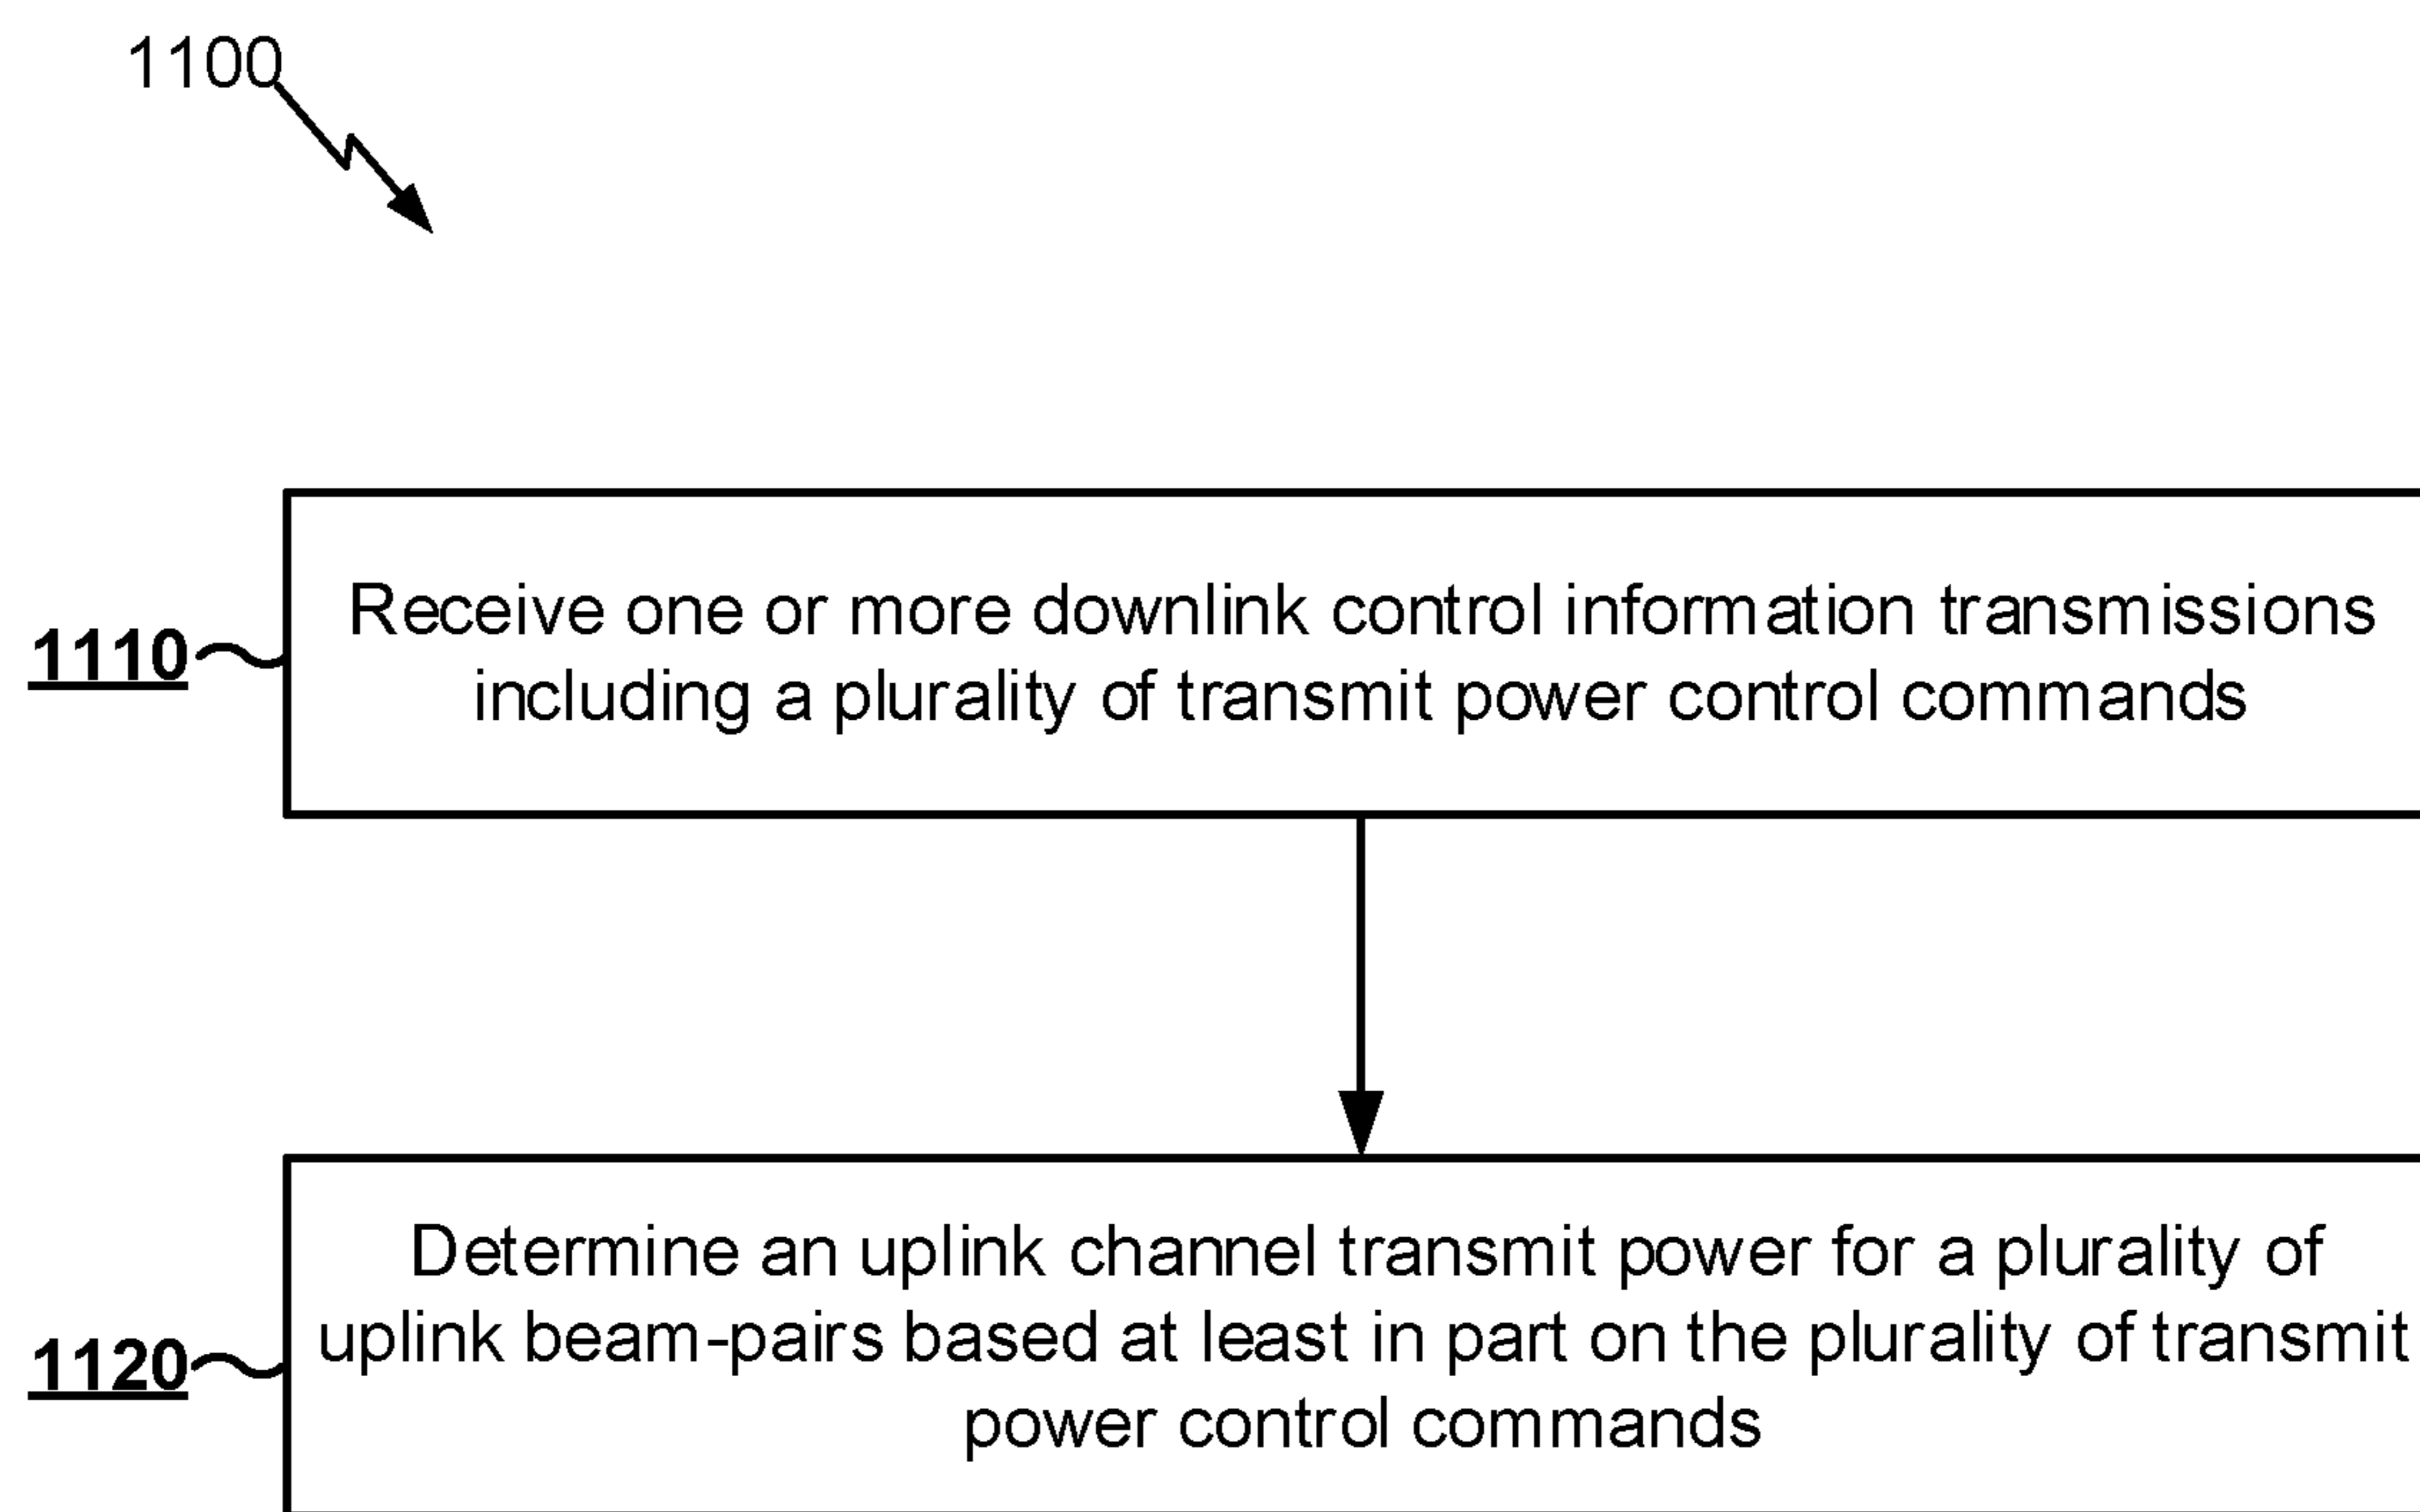 1100
1110
Receive one or more downlink control information transmissions
including a plurality of transmit power control commands
1120
Determine an uplink channel transmit power for a plurality of
uplink beam-pairs based at least in part on the plurality of transmit
power control commands